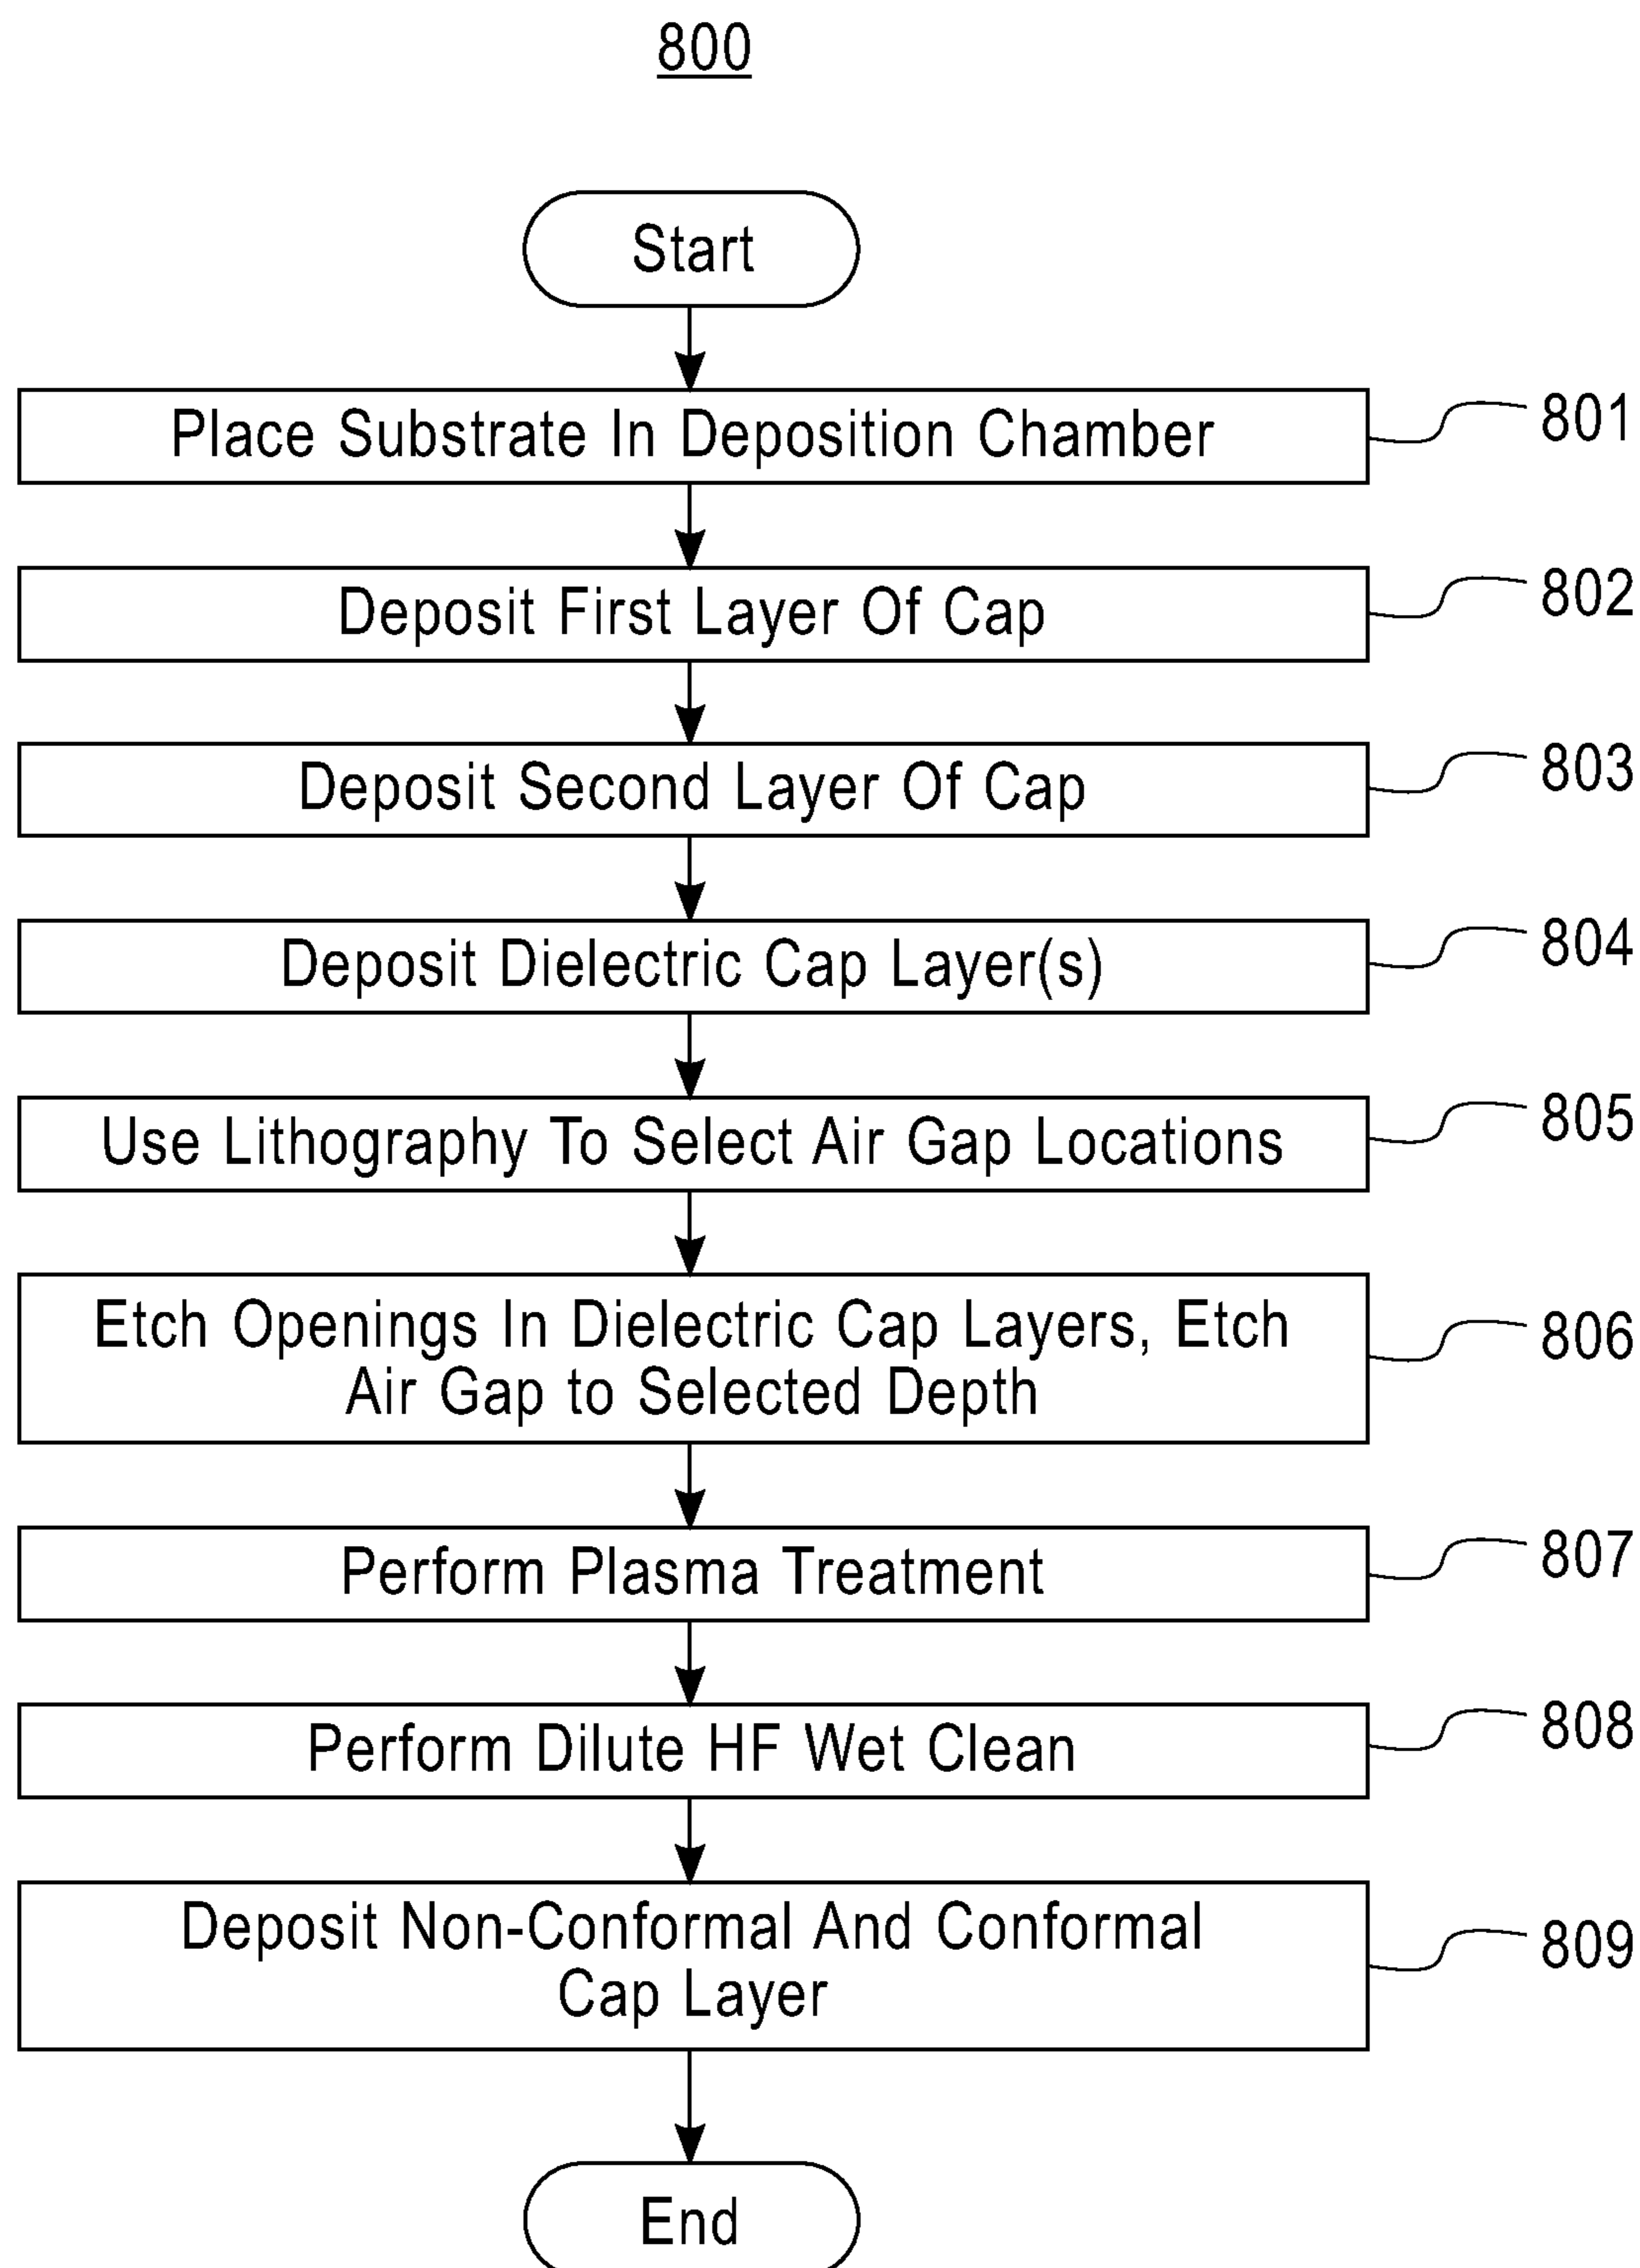 800
Start
Place Substrate In Deposition Chamber
801
Deposit First Layer Of Cap
802
Deposit Second Layer Of Cap
803
Deposit Dielectric Cap Layer(s)
804
Use Lithography To Select Air Gap Locations
805
Etch Openings In Dielectric Cap Layers, Etch
Air Gap to Selected Depth
806
Perform Plasma Treatment
807
Perform Dilute HF Wet Clean
808
Deposit Non-Conformal And Conformal
Cap Layer
809
End